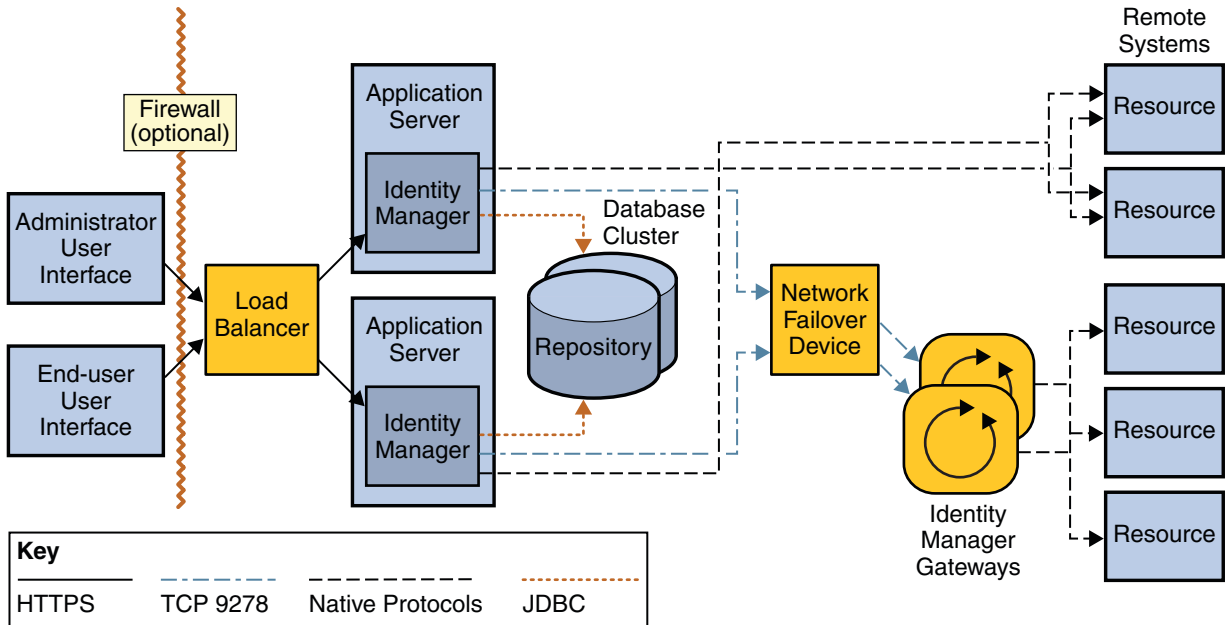 Remote
Systems
Firewall
(optional)
Application
Server
Identity
Manager
Resource
Resource
Administrator
User
Interface
Database
Cluster
Load
Balancer
Network
Failover
Device
Application
Server
Repository
Resource
End-user
User
Interface
Identity
Manager
Resource
Resource
Identity
Manager
Gateways
Key
HTTPS
TCP 9278
Native Protocols
JDBC